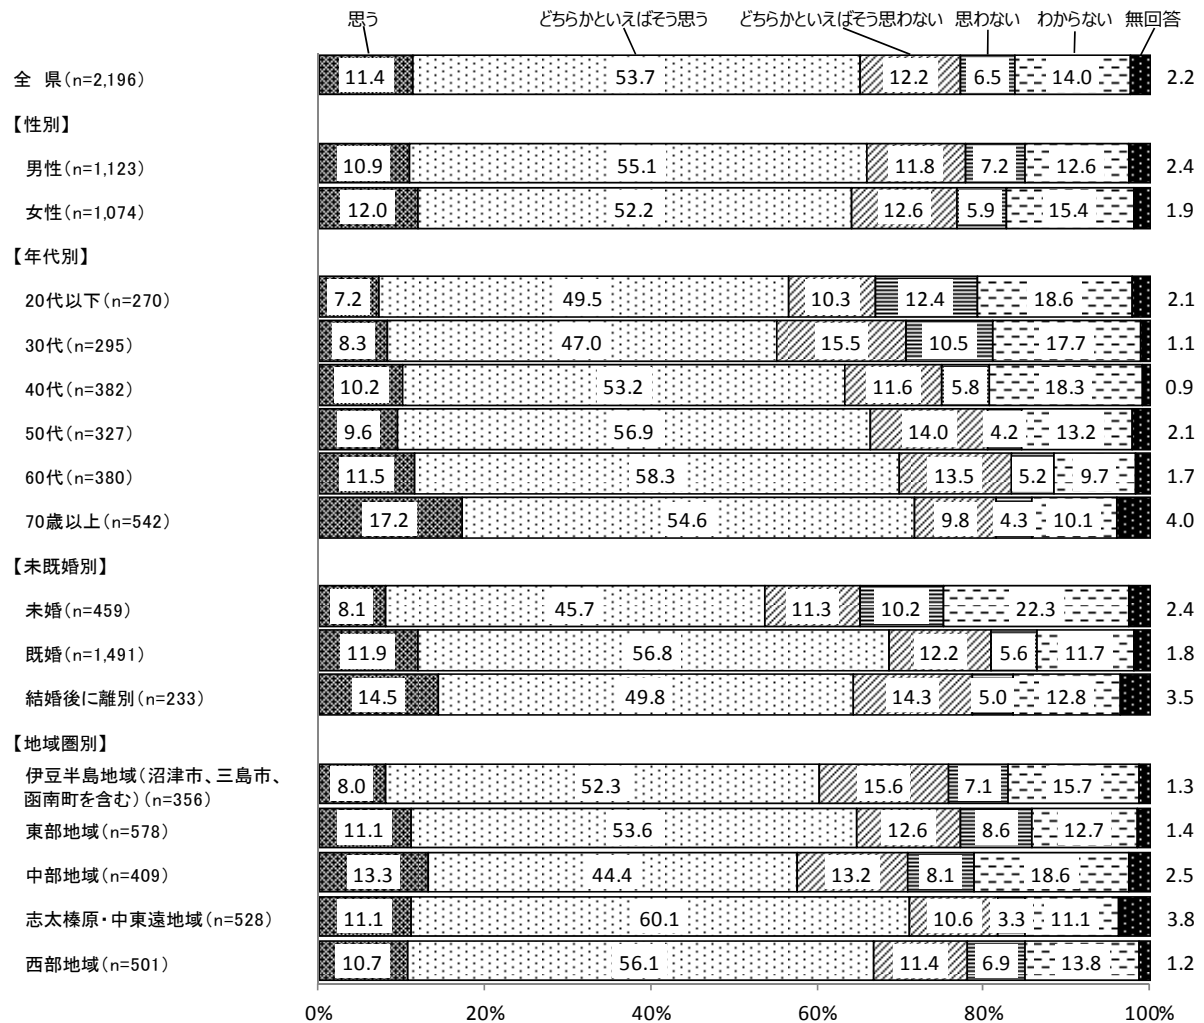 思う どちらかといえばそう思う どちらかといえばそう思わない 思わない わからない 無回答
全 県(n=2,196) 11.4 53.7 12.2 6.5 14.0 2.2
【性別】
男性(n=1,123) 10.9 55.1 11.8 7.2 12.6 2.4
女性(n=1,074) 12.0 52.2 12.6 5.9 15.4 1.9
【年代別】
20代以下(n=270) 7.2 49.5 10.3 12.4 18.6 2.1
30代(n=295) 8.3 47.0 15.5 10.5 17.7 1.1
40代(n=382) 10.2 53.2 11.6 5.8 18.3 0.9
50代(n=327) 9.6 56.9 14.0 4.2 13.2 2.1
60代(n=380) 11.5 58.3 13.5 5.2 9.7 1.7
70歳以上(n=542) 17.2 54.6 9.8 4.3 10.1 4.0
【未既婚別】
未婚(n=459) 8.1 45.7 11.3 10.2 22.3 2.4
既婚(n=1,491) 11.9 56.8 12.2 5.6 11.7 1.8
結婚後に離別(n=233) 14.5 49.8 14.3 5.0 12.8 3.5
【地域圏別】
伊豆半島地域(沼津市、三島市、
函南町を含む)(n=356) 8.0 52.3 15.6 7.1 15.7 1.3
東部地域(n=578) 11.1 53.6 12.6 8.6 12.7 1.4
中部地域(n=409) 13.3 44.4 13.2 8.1 18.6 2.5
志太榛原・中東遠地域(n=528) 11.1 60.1 10.6 3.3 11.1 3.8
西部地域(n=501) 10.7 56.1 11.4 6.9 13.8 1.2
0% 20% 40% 60% 80% 100%